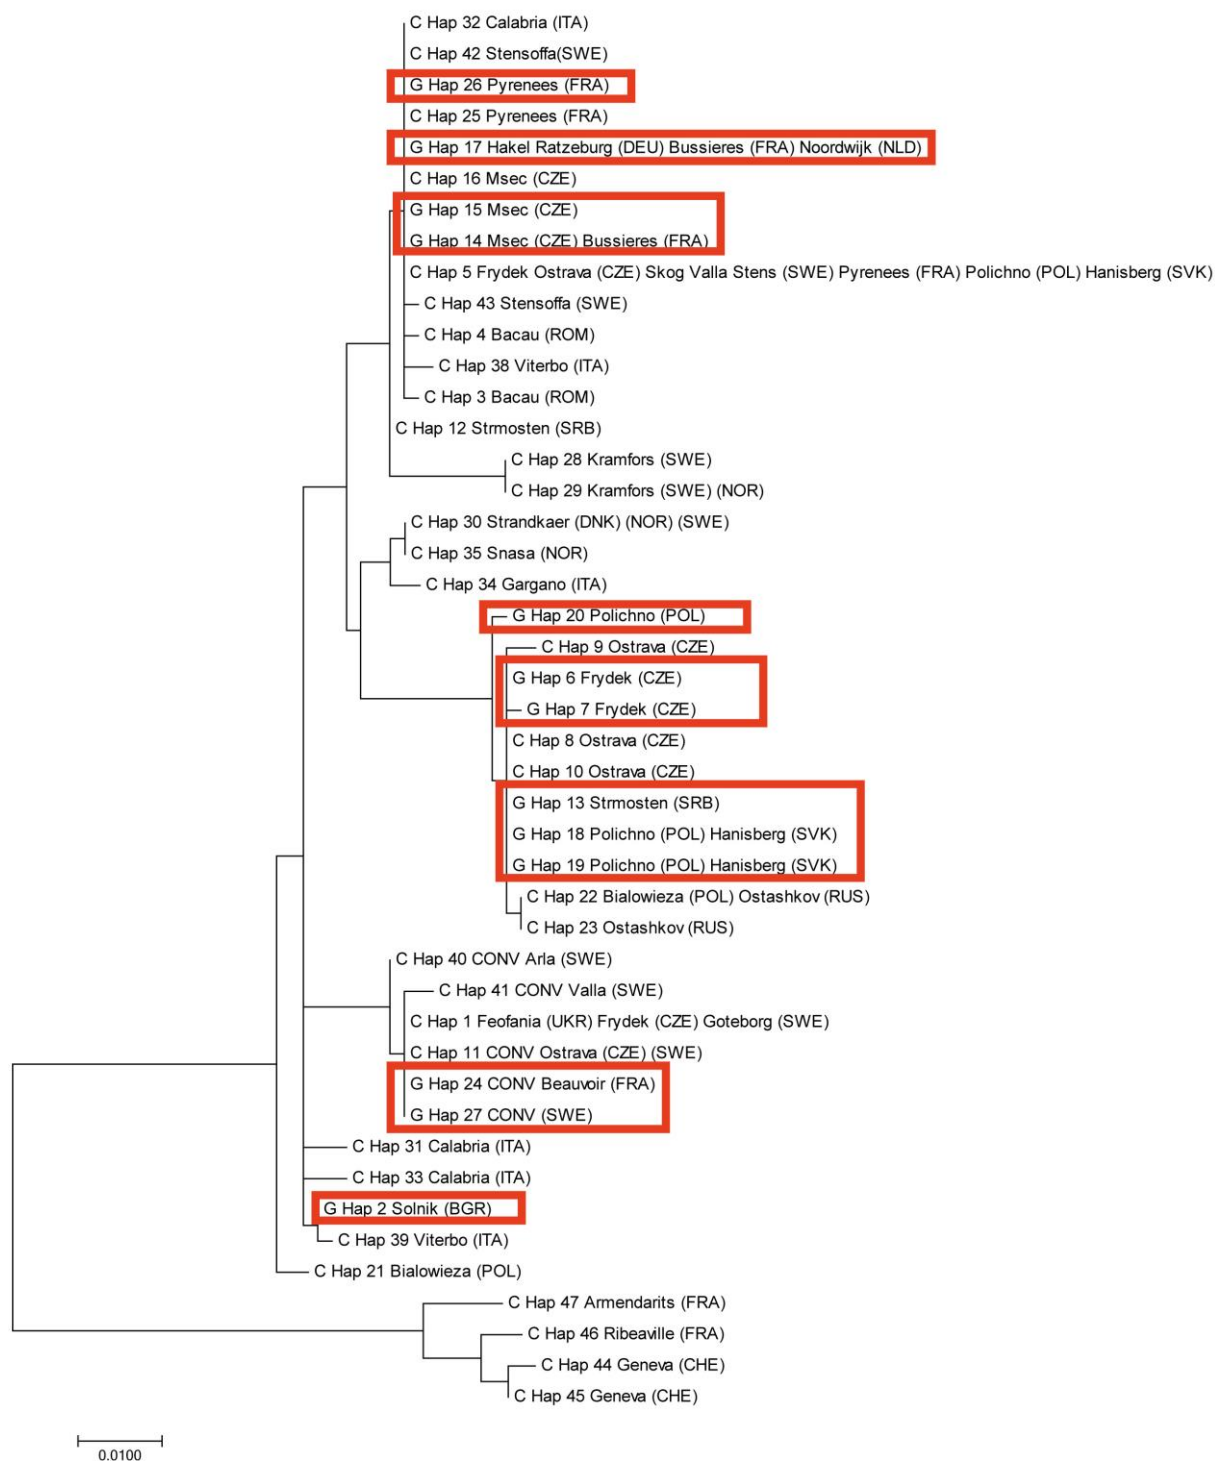 C Hap 32 Calabria (ITA)
C Hap 42 Stensoffa(SWE)
G Hap 26 Pyrenees (FRA)
C Hap 25 Pyrenees (FRA)
G Hap 17 Hakel Ratzeburg (DEU) Bussieres (FRA) Noordwijk (NLD)
C Hap 16 Msec (CZE)
G Hap 15 Msec (CZE)
G Hap 14 Msec (CZE) Bussieres (FRA)
C Hap 5 Frydek Ostrava (CZE) Skog Valla Stens (SWE) Pyrenees (FRA) Polichno (POL) Hanisberg (SVK)
C Hap 43 Stensoffa (SWE)
C Hap 4 Bacau (ROM)
C Hap 38 Viterbo (ITA)
C Hap 3 Bacau (ROM)
C Hap 12 Strmosten (SRB)
C Hap 28 Kramfors (SWE)
C Hap 29 Kramfors (SWE) (NOR)
C Hap 30 Strandkaer (DNK) (NOR) (SWE)
C Hap 35 Snasa (NOR)
C Hap 34 Gargano (ITA)
G Hap 20 Polichno (POL)
C Hap 9 Ostrava (CZE)
G Hap 6 Frydek (CZE)
G Hap 7 Frydek (CZE)
C Hap 8 Ostrava (CZE)
C Hap 10 Ostrava (CZE)
G Hap 13 Strmosten (SRB)
G Hap 18 Polichno (POL) Hanisberg (SVK)
G Hap 19 Polichno (POL) Hanisberg (SVK)
C Hap 22 Bialowieza (POL) Ostashkov (RUS)
C Hap 23 Ostashkov (RUS)
C Hap 40 CONV Arla (SWE)
C Hap 41 CONV Valla (SWE)
C Hap 1 Feofania (UKR) Frydek (CZE) Goteborg (SWE)
C Hap 11 CONV Ostrava (CZE) (SWE)
G Hap 24 CONV Beauvoir (FRA)
G Hap 27 CONV (SWE)
C Hap 31 Calabria (ITA)
C Hap 33 Calabria (ITA)
G Hap 2 Solnik (BGR)
C Hap 39 Viterbo (ITA)
C Hap 21 Bialowieza (POL)
C Hap 47 Armendarits (FRA)
C Hap 46 Ribeaville (FRA)
C Hap 44 Geneva (CHE)
C Hap 45 Geneva (CHE)
0.0100